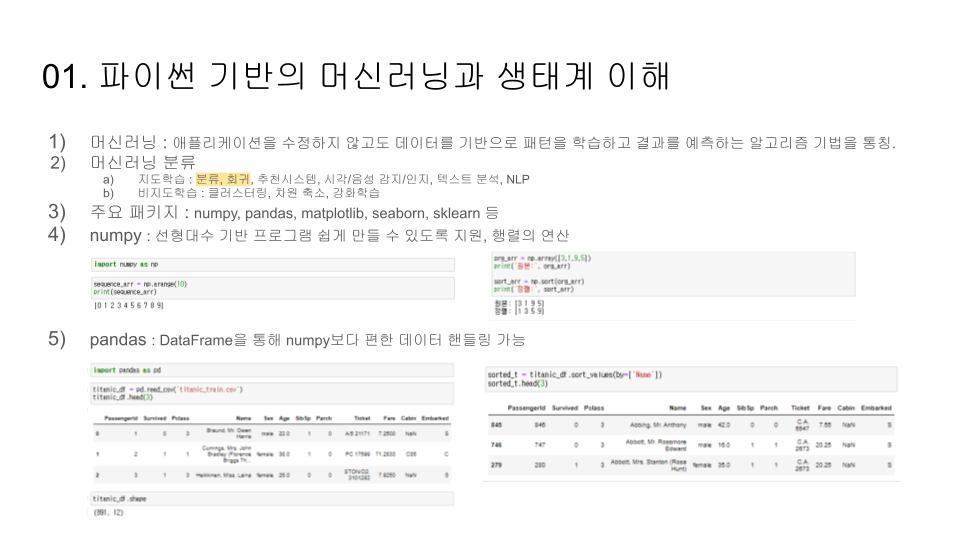 01. 파이썬 기반의 머신러닝과 생태계 이해
1) 머신러닝 : 애플리케이션을 수정하지 않고도 데이터를 기반으로 패턴을 학습하고 결과를 예측하는 알고리즘 기법을 통칭.
2) 머신러닝 분류
a) 지도학습 : 분류, 회귀, 추천시스템, 시각/음성 감지/인지, 텍스트 분석, NLP
b) 비지도학습 : 클러스터링, 차원 축소, 강화학습
3) 주요 패키지 : numpy, pandas, matplotlib, seaborn, sklearn 등
4) numpy : 선형대수 기반 프로그램 쉽게 만들 수 있도록 지원, 행렬의 연산
import numpy as np
sequence_arr = np.arange(10)
print(sequence_arr)
[0 1 2 3 4 5 6 7 8 9]
org_arr = np.array([3,1,9,5])
print('원본:', org_arr)
sort_arr = np.sort(org_arr)
print('정렬:', sort_arr)
원본: [3 1 9 5]
정렬: [1 3 5 9]
5) pandas : DataFrame을 통해 numpy보다 편한 데이터 핸들링 가능
import pandas as pd
titanic_df = pd.read_csv('titanic_train.csv')
titanic_df.head(3)
PassengerId Survived Pclass Name Sex Age SibSp Parch Ticket Fare Cabin Embarked
0 1 0 3 Braund, Mr. Owen Harris male 22.0 1 0 A/5 21171 7.2500 NaN S
1 2 1 1 Cumings, Mrs. John Bradley (Florence Briggs Th... female 38.0 1 0 PC 17599 71.2833 C85 C
2 3 1 3 Heikkinen, Miss. Laina female 26.0 0 0 STON/O2. 3101282 7.9250 NaN S
titanic_df.shape
(891, 12)
sorted_t = titanic_df.sort_values(by=['Name'])
sorted_t.head(3)
PassengerId Survived Pclass Name Sex Age SibSp Parch Ticket Fare Cabin Embarked
845 846 0 3 Abbing, Mr. Anthony male 42.0 0 0 C.A. 5547 7.55 NaN S
746 747 0 3 Abbott, Mr. Rossmore Edward male 16.0 1 1 C.A. 2673 20.25 NaN S
279 280 1 3 Abbott, Mrs. Stanton (Rosa Hunt) female 35.0 1 1 C.A. 2673 20.25 NaN S